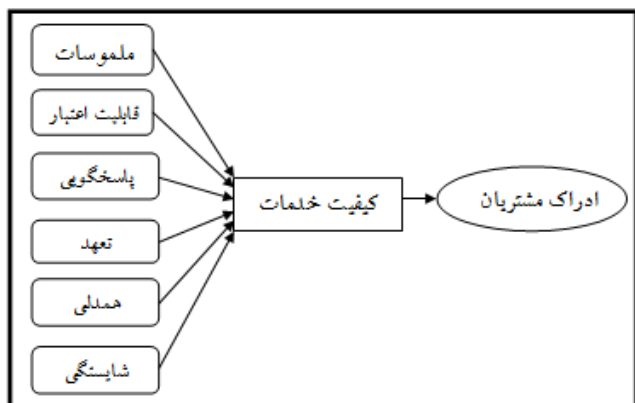 ملموسات
قابلیت اعتبار
پاسخگویی
تعهد
همدلی
شایستگی
کیفیت خدمات
ادراک مشتریان